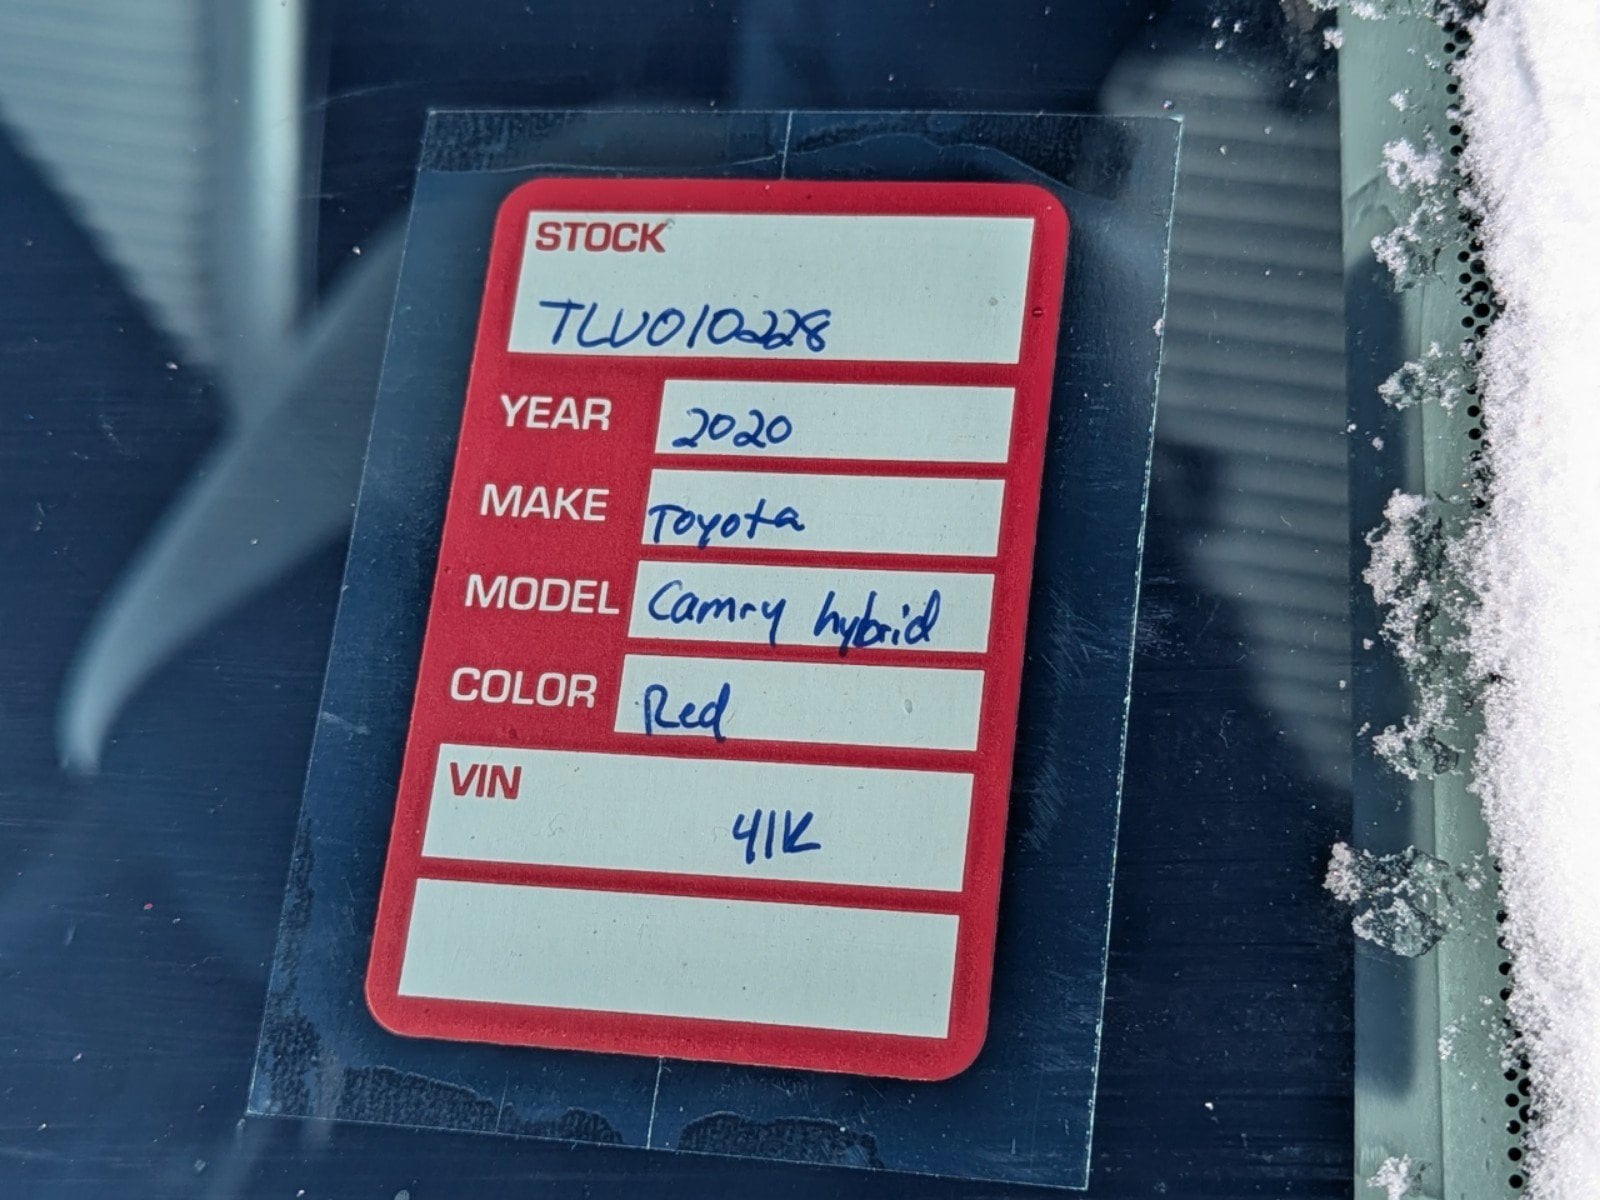 STOCK
TLU010228
YEAR 2020
MAKE Toyota
MODEL Camry hybrid
COLOR Red
VIN
41K